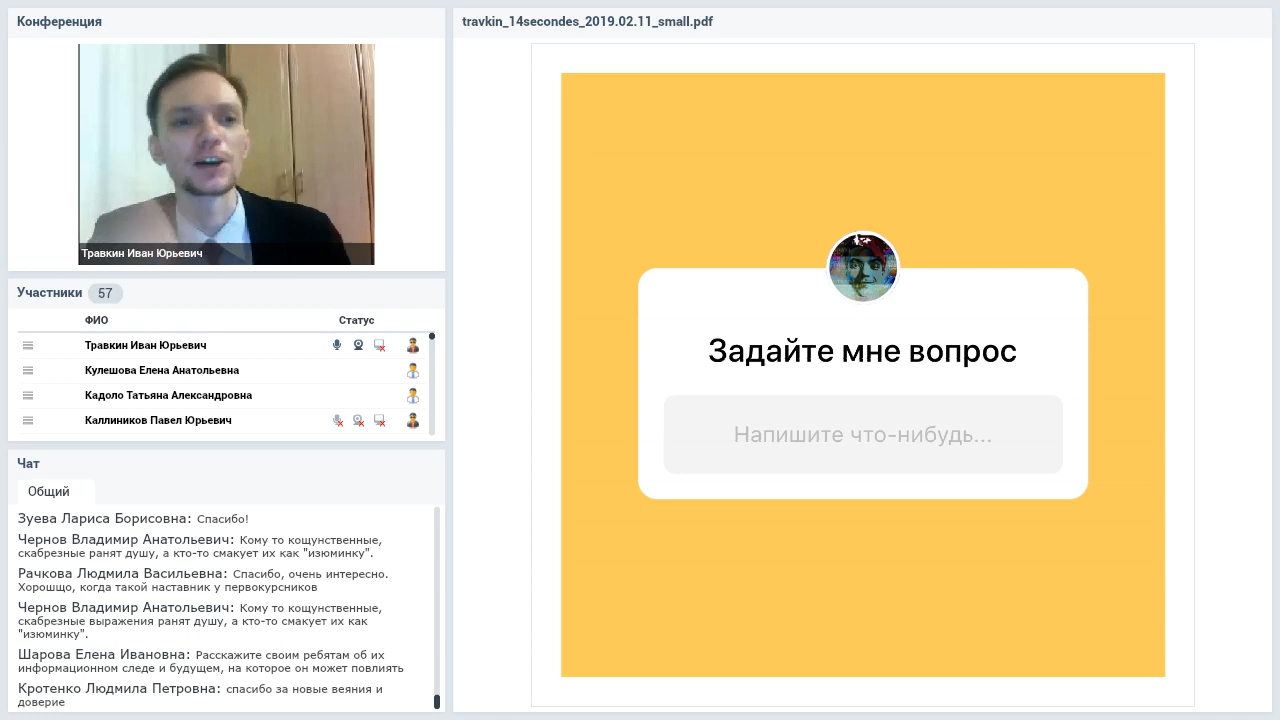 Конференция
Травкин Иван Юрьевич
Участники 57
ФИО Статус
Травкин Иван Юрьевич
Кулешова Елена Анатольевна
Кадоло Татьяна Александровна
Каллиников Павел Юрьевич
Чат
Общий
Зуева Лариса Борисовна: Спасибо!
Чернов Владимир Анатольевич: Кому то кощунственные,
скабрезные ранят душу, а кто-то смакует их как "изюминку".
Рачкова Людмила Васильевна: Спасибо, очень интересно.
Хорошщо, когда такой наставник у первокурсников
Чернов Владимир Анатольевич: Кому то кощунственные,
скабрезные выражения ранят душу, а кто-то смакует их как
"изюминку".
Шарова Елена Ивановна: Расскажите своим ребятам об их
информационном следе и будущем, на которое он может повлиять
Кротенко Людмила Петровна: спасибо за новые веяния и
доверие
travkin_14secondes_2019.02.11_small.pdf
Задайте мне вопрос
Напишите что-нибудь...